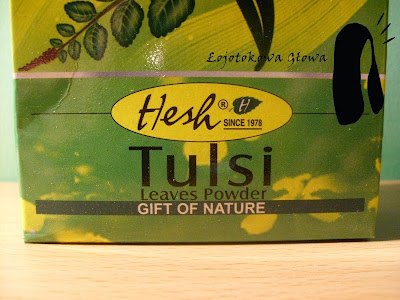 Łojotokowa Głowa
Hesh® H
SINCE 1978
Tulsi
Leaves Powder
GIFT OF NATURE